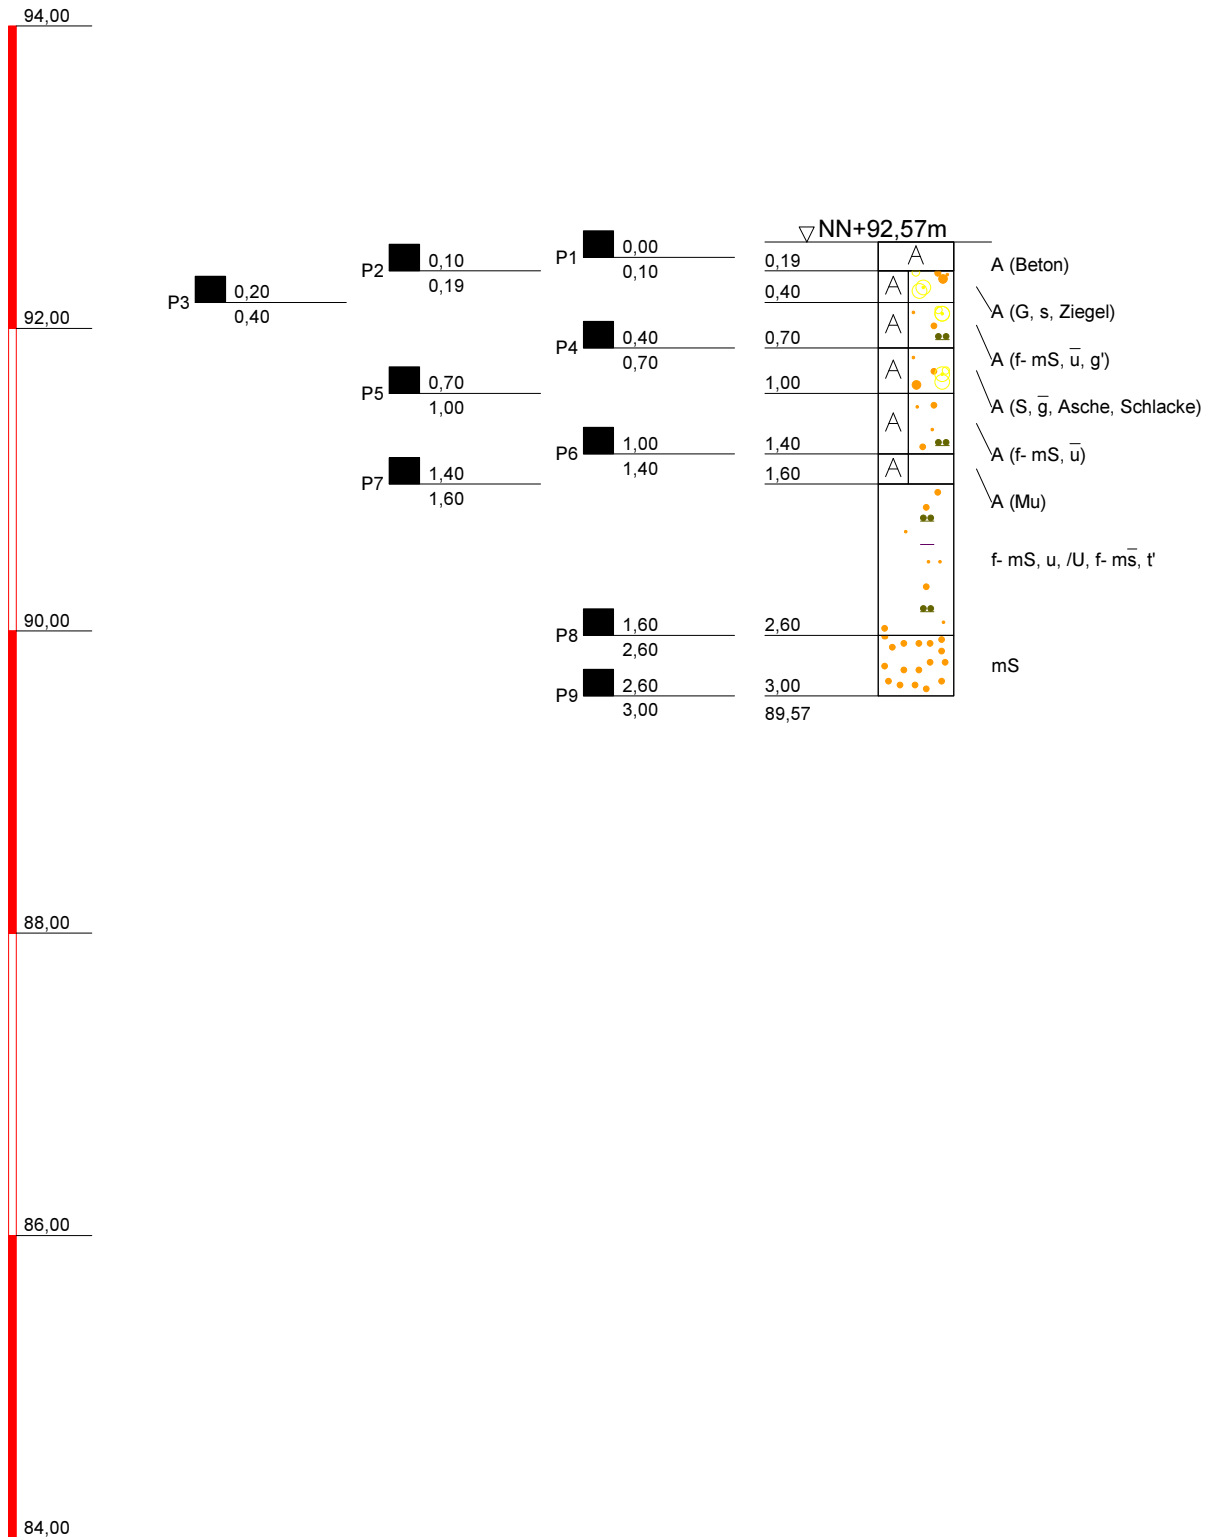 94,00
NN+92,57m
P1 0,00
0,10
0,19
A
A (Beton)
P2 0,10
0,19
P3 0,20
0,40
0,40
A
A (G, s, Ziegel)
92,00
P4 0,40
0,70
0,70
A
A (f- mS, u̅, g')
P5 0,70
1,00
1,00
A
A (S, g̅, Asche, Schlacke)
P6 1,00
1,40
1,40
A
A (f- mS, u̅)
P7 1,40
1,60
1,60
A
A (Mu)
f- mS, u, /U, f- ms̅, t'
90,00
P8 1,60
2,60
2,60
mS
P9 2,60
3,00
3,00
89,57
88,00
86,00
84,00